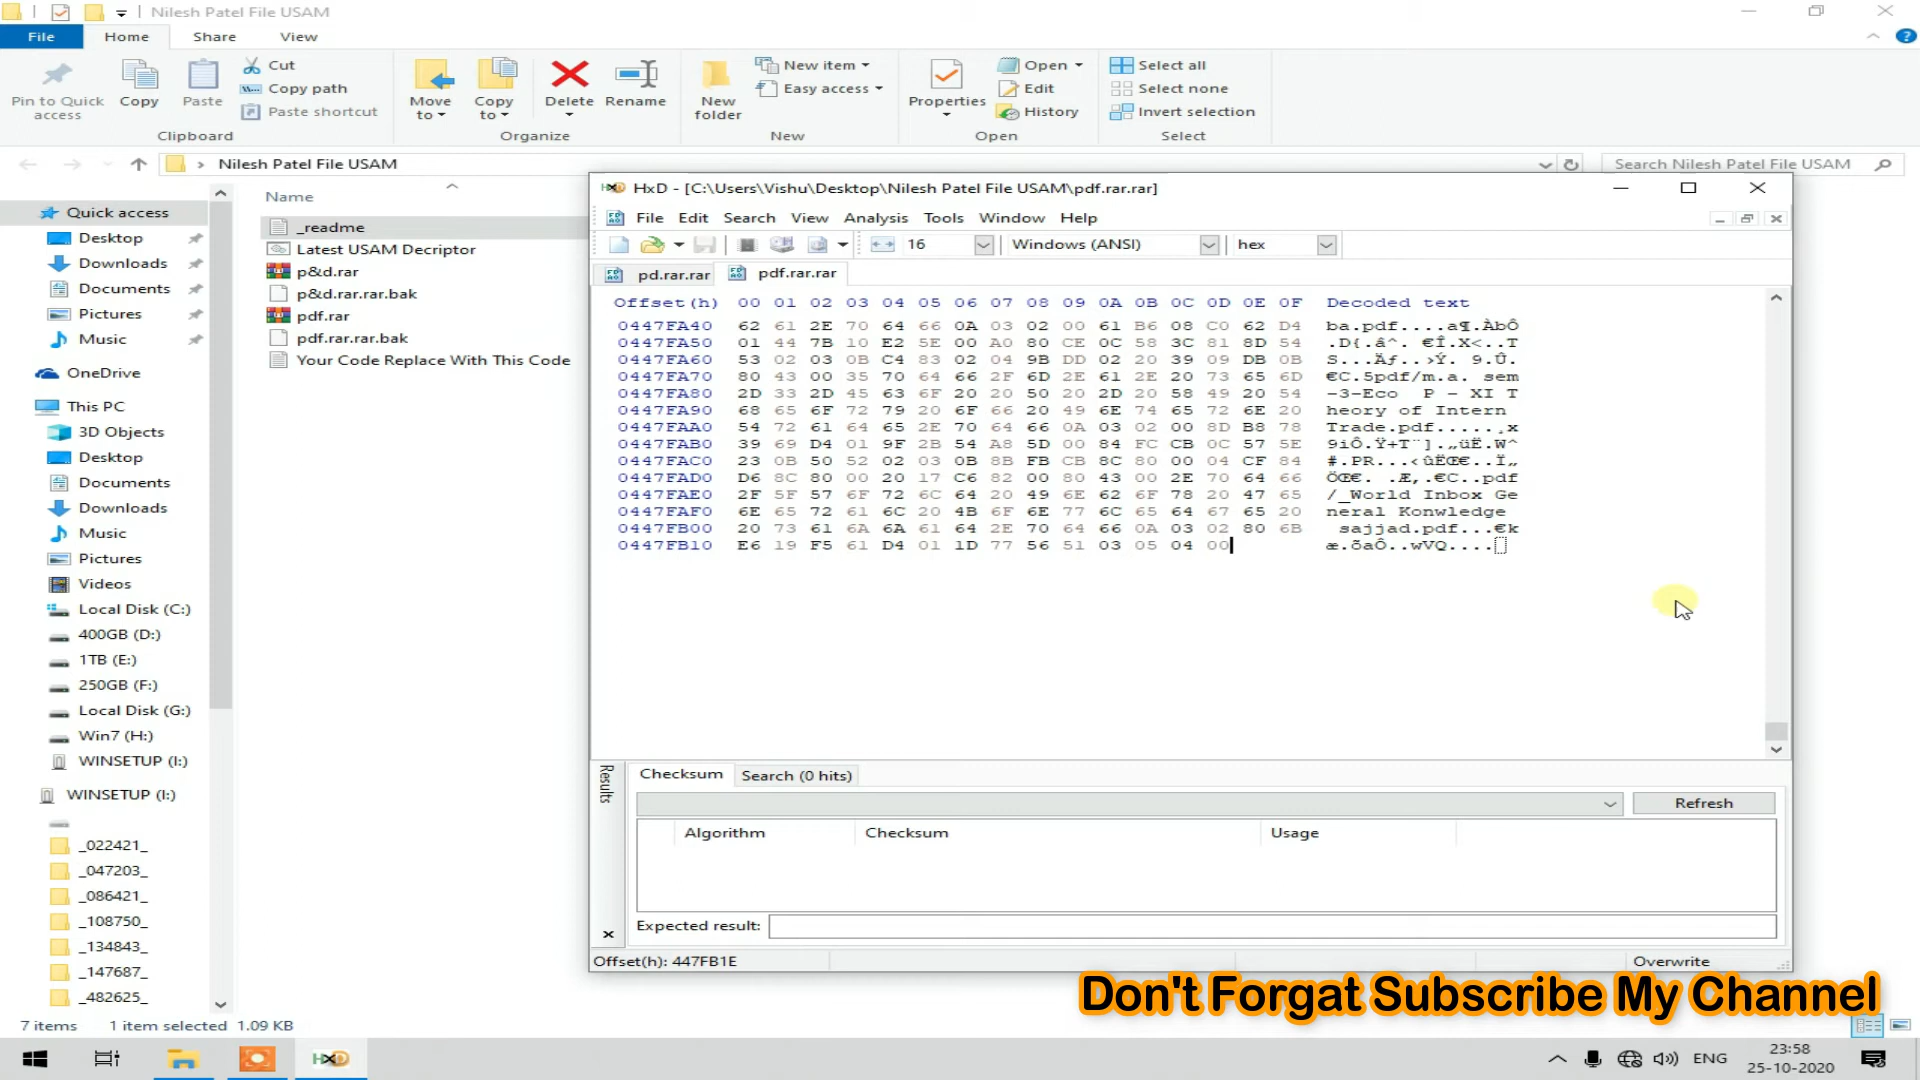 Nilesh Patel File USAM
File Home Share View
Pin to Quick access
Copy
Paste
Cut
Copy path
Paste shortcut
Clipboard
Move to
Copy to
Delete
Rename
Organize
New folder
New item
Easy access
New
Properties
Open
Edit
History
Open
Select all
Select none
Invert selection
Select
Nilesh Patel File USAM
Search Nilesh Patel File USAM
Quick access
Desktop
Downloads
Documents
Pictures
Music
OneDrive
This PC
3D Objects
Desktop
Documents
Downloads
Music
Pictures
Videos
Local Disk (C:)
400GB (D:)
1TB (E:)
250GB (F:)
Local Disk (G:)
Win7 (H:)
WINSETUP (I:)
WINSETUP (I:)
_022421_
_047203_
_086421_
_108750_
_134843_
_147687_
_482625_
Name
_readme
Latest USAM Decriptor
p&d.rar
p&d.rar.rar.bak
pdf.rar
pdf.rar.rar.bak
Your Code Replace With This Code
HxD - [C:\Users\Vishu\Desktop\Nilesh Patel File USAM\pdf.rar.rar]
File Edit Search View Analysis Tools Window Help
16 Windows (ANSI) hex
pd.rar.rar pdf.rar.rar
Offset(h) 00 01 02 03 04 05 06 07 08 09 0A 0B 0C 0D 0E 0F Decoded text
0447FA40 62 61 2E 70 64 66 0A 03 02 00 61 B6 08 C0 62 D4 ba.pdf....a¶.ÀbÔ
0447FA50 01 44 7B 10 E2 5E 00 A0 80 CE 0C 58 3C 81 8D 54 .D{.â^. €Î.X<..T
0447FA60 53 02 03 0B C4 83 02 04 9B DD 02 20 39 09 DB 0B S...Äƒ..›Ý. 9.Û.
0447FA70 80 43 00 35 70 64 66 2F 6D 2E 61 2E 20 73 65 6D €C.5pdf/m.a. sem
0447FA80 2D 33 2D 45 63 6F 20 20 50 20 2D 20 58 49 20 54 -3-Eco  P - XI T
0447FA90 68 65 6F 72 79 20 6F 66 20 49 6E 74 65 72 6E 20 heory of Intern
0447FAA0 54 72 61 64 65 2E 70 64 66 0A 03 02 00 8D B8 78 Trade.pdf.....¸x
0447FAB0 39 69 D4 01 9F 2B 54 A8 5D 00 84 FC CB 0C 57 5E 9iÔ.Ÿ+T¨].„üË.W^
0447FAC0 23 0B 50 52 02 03 0B 8B FB CB 8C 80 00 04 CF 84 #.PR...‹ûËŒ€..Ï„
0447FAD0 D6 8C 80 00 20 17 C6 82 00 80 43 00 2E 70 64 66 ÖŒ€. .Æ‚.€C..pdf
0447FAE0 2F 5F 57 6F 72 6C 64 20 49 6E 62 6F 78 20 47 65 /_World Inbox Ge
0447FAF0 6E 65 72 61 6C 20 4B 6F 6E 77 6C 65 64 67 65 20 neral Konwledge
0447FB00 20 73 61 6A 6A 61 64 2E 70 64 66 0A 03 02 80 6B  sajjad.pdf...€k
0447FB10 E6 19 F5 61 D4 01 1D 77 56 51 03 05 04 00 æ.õaÔ..wVQ....
Results
Checksum Search (0 hits)
Refresh
Algorithm Checksum Usage
Expected result:
Offset(h): 447FB1E Overwrite
Don't Forgat Subscribe My Channel
7 items 1 item selected 1.09 KB
HxD
ENG
23:58
25-10-2020